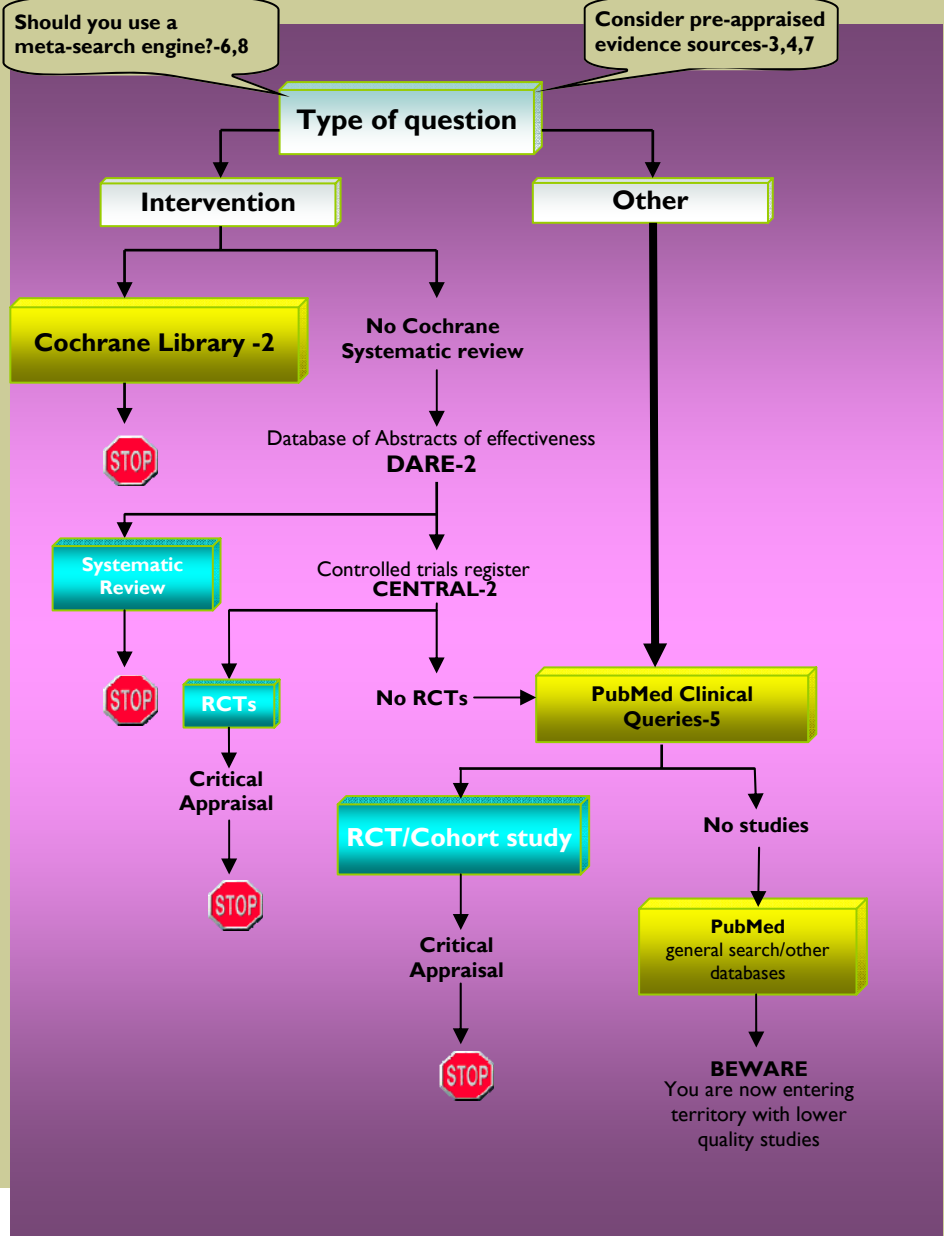 Should you use a
meta-search engine?-6,8
Consider pre-appraised
evidence sources-3,4,7
Type of question
Intervention
Other
Cochrane Library -2
No Cochrane
Systematic review
STOP
Database of Abstracts of effectiveness
DARE-2
Systematic
Review
Controlled trials register
CENTRAL-2
STOP
RCTs
No RCTs
PubMed Clinical
Queries-5
Critical
Appraisal
STOP
RCT/Cohort study
No studies
Critical
Appraisal
STOP
PubMed
general search/other
databases
BEWARE
You are now entering
territory with lower
quality studies